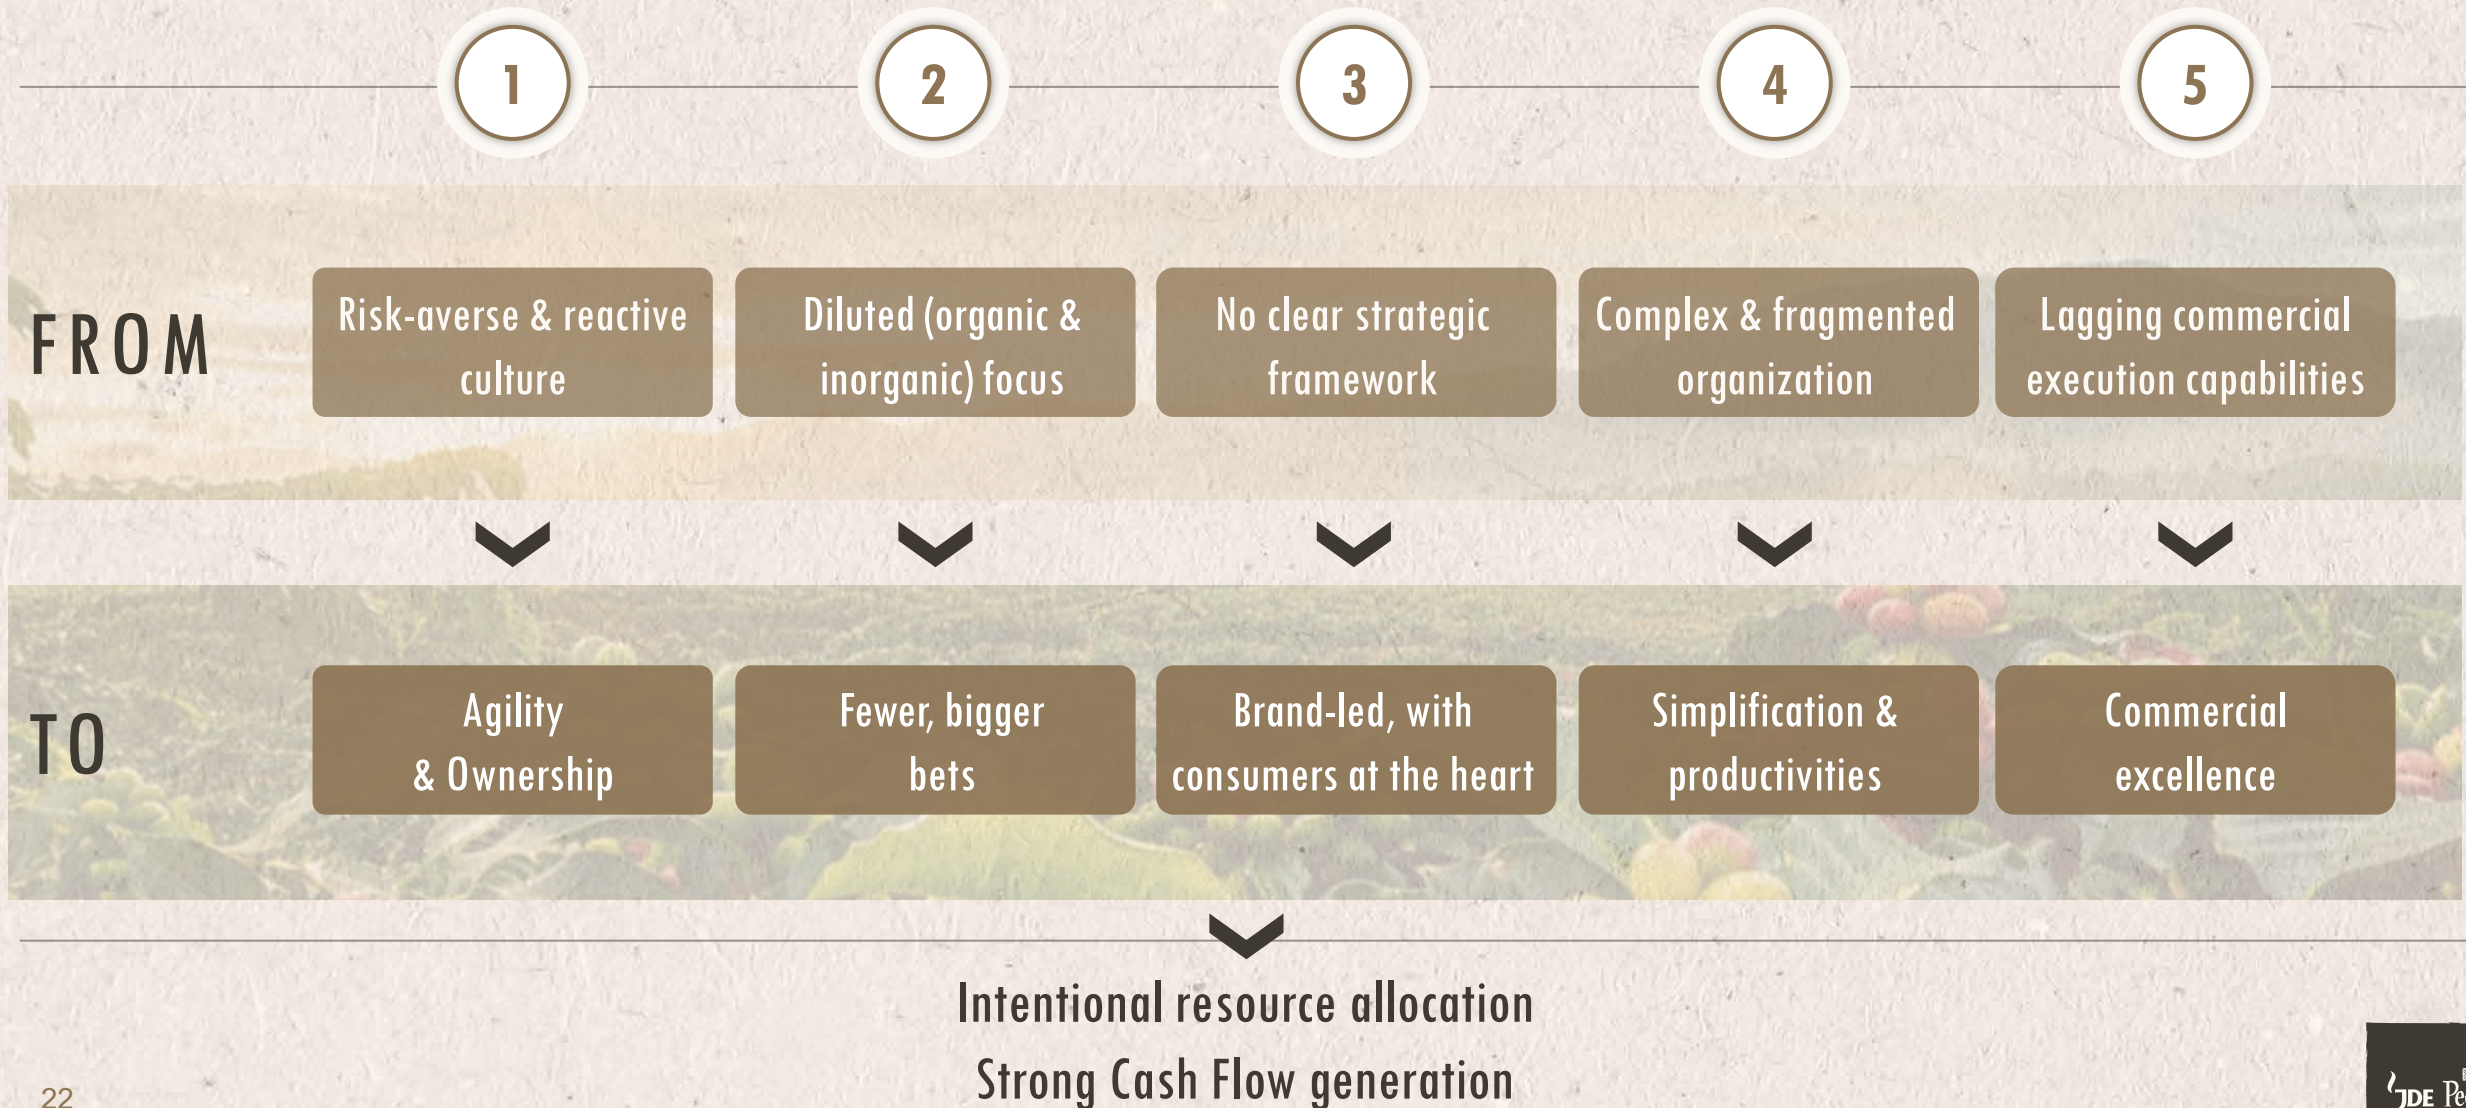 1
2
3
4
5
FROM
Risk-averse & reactive
culture
Diluted (organic &
inorganic) focus
No clear strategic
framework
Complex & fragmented
organization
Lagging commercial
execution capabilities
TO
Agility
& Ownership
Fewer, bigger
bets
Brand-led, with
consumers at the heart
Simplification &
productivities
Commercial
excellence
Intentional resource allocation
Strong Cash Flow generation
22
JDE